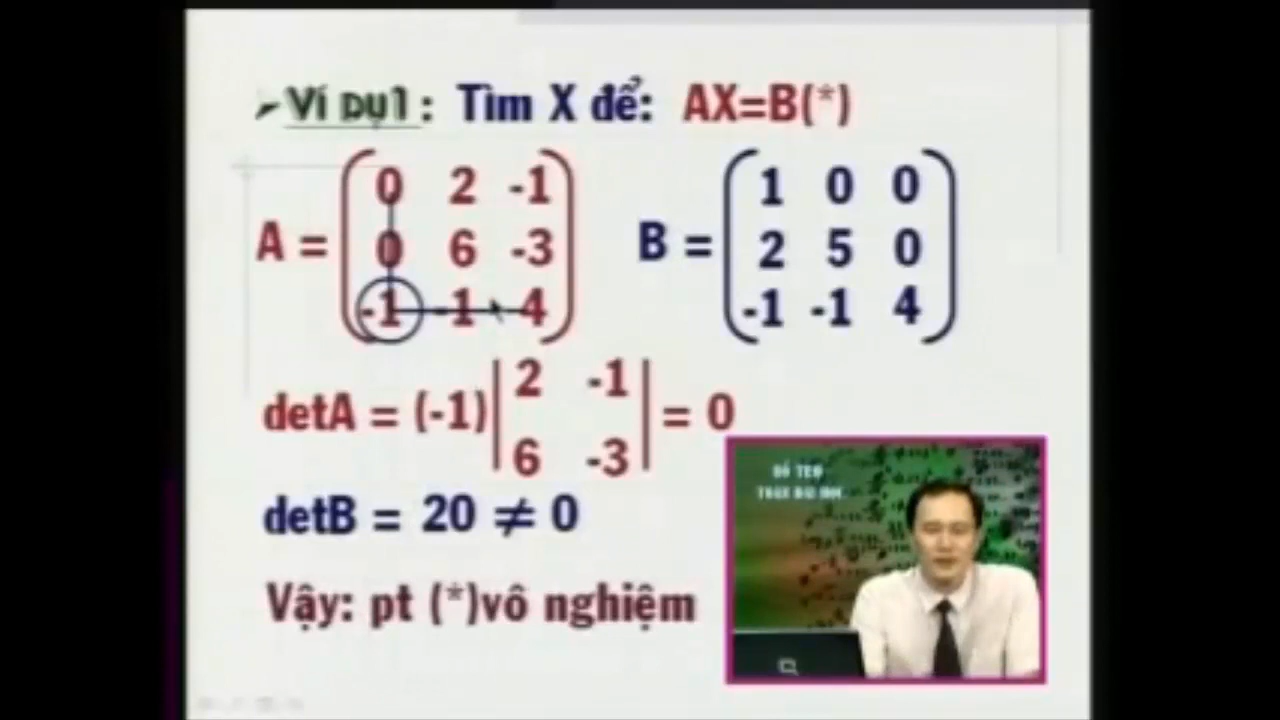 Ví Dụ1: Tìm X để: AX=B(*)
A = ( 0 2 -1
0 6 -3
-1 -1 4 )
B = ( 1 0 0
2 5 0
-1 -1 4 )
detA = (-1) | 2 -1
6 -3 | = 0
detB = 20 ≠ 0
Vậy: pt (*)vô nghiệm